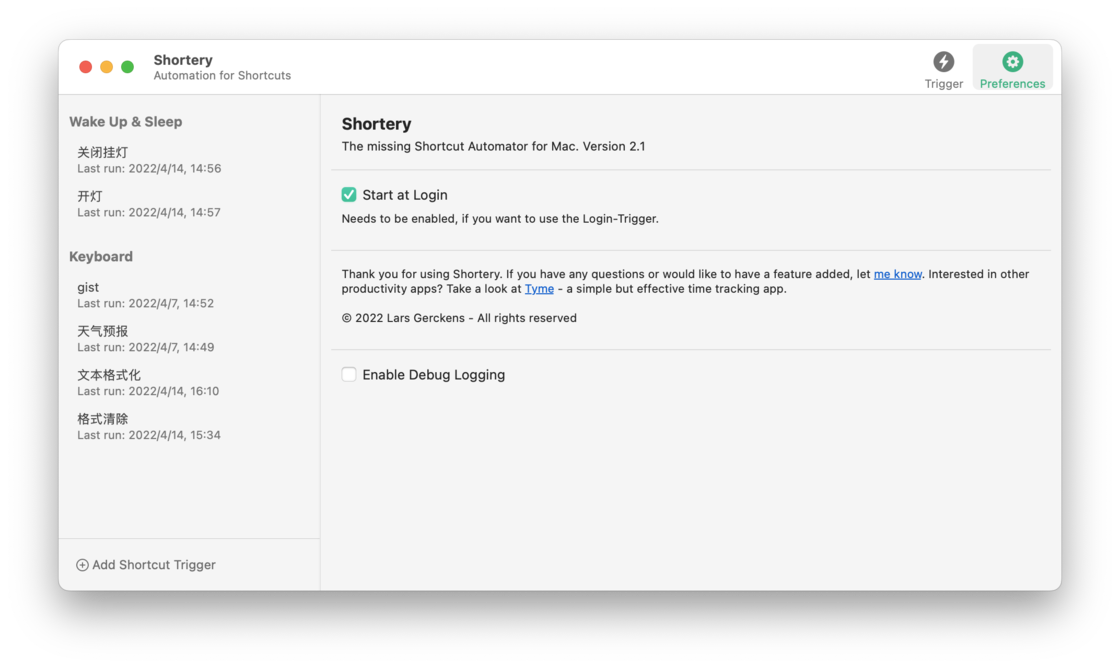 Shortery
Automation for Shortcuts
Trigger
Preferences
Wake Up & Sleep
关闭挂灯
Last run: 2022/4/14, 14:56
开灯
Last run: 2022/4/14, 14:57
Keyboard
gist
Last run: 2022/4/7, 14:52
天气预报
Last run: 2022/4/7, 14:49
文本格式化
Last run: 2022/4/14, 16:10
格式清除
Last run: 2022/4/14, 15:34
Add Shortcut Trigger
Shortery
The missing Shortcut Automator for Mac. Version 2.1
Start at Login
Needs to be enabled, if you want to use the Login-Trigger.
Thank you for using Shortery. If you have any questions or would like to have a feature added, let me know. Interested in other
productivity apps? Take a look at Tyme - a simple but effective time tracking app.
© 2022 Lars Gerckens - All rights reserved
Enable Debug Logging